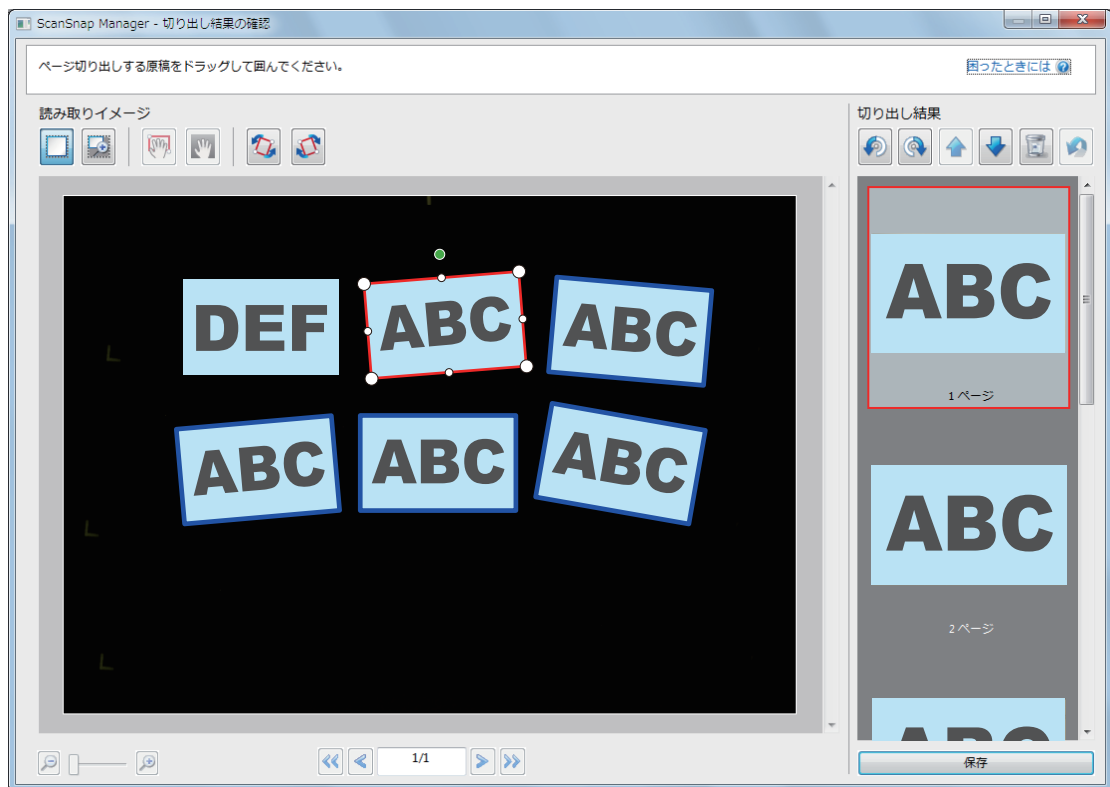 ScanSnap Manager - 切り出し結果の確認
ページ切り出しする原稿をドラッグして囲んでください。
困ったときには ?
読み取りイメージ
切り出し結果
DEF ABC ABC
ABC ABC ABC
ABC
1 ページ
ABC
2 ページ
ABC
1/1
保存